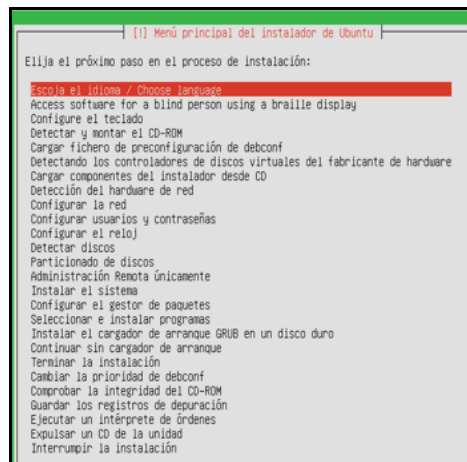 [!] Menú principal del instalador de Ubuntu
Elija el próximo paso en el proceso de instalación:
Escoja el idioma / Choose language
Access software for a blind person using a braille display
Configure el teclado
Detectar y montar el CD-ROM
Cargar fichero de preconfiguración de debconf
Detectando los controladores de discos virtuales del fabricante de hardware
Cargar componentes del instalador desde CD
Detección del hardware de red
Configurar la red
Configurar usuarios y contraseñas
Configurar el reloj
Detectar discos
Particionado de discos
Administración Remota únicamente
Instalar el sistema
Configurar el gestor de paquetes
Seleccionar e instalar programas
Instalar el cargador de arranque GRUB en un disco duro
Continuar sin cargador de arranque
Terminar la instalación
Cambiar la prioridad de debconf
Comprobar la integridad del CD-ROM
Guardar los registros de depuración
Ejecutar un intérprete de órdenes
Expulsar un CD de la unidad
Interrumpir la instalación